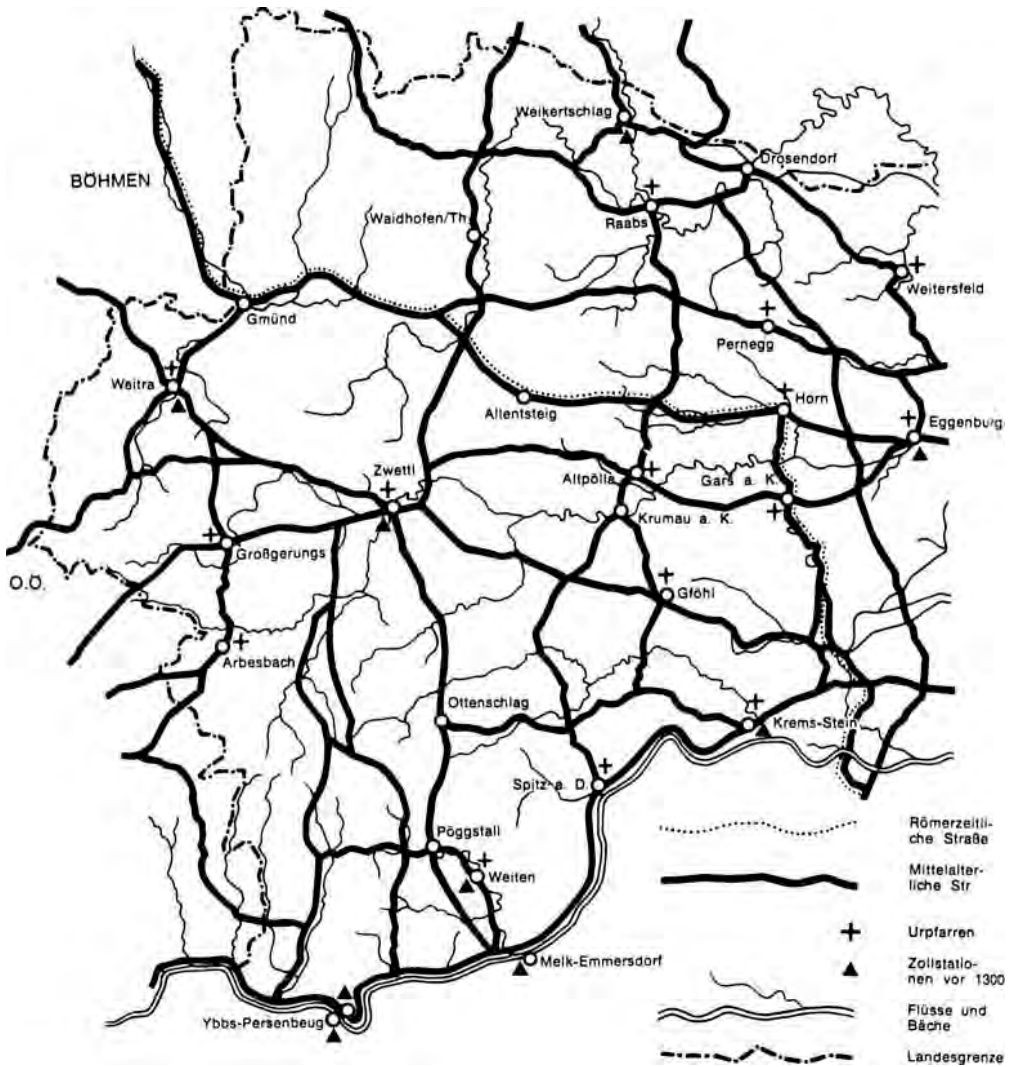 Weikertschlag
Drosendorf
BÖHMEN
Waidhofen/Th
Raabs
Weitersfeld
Gmünd
Pernegg
Weitra
Allentsteig
Horn
Eggenburg
Zwettl
Altpölla
Gars a. K.
Krumau a. K.
Großgerungs
O.Ö.
Gföhl
Arbesbach
Ottenschlag
Krems-Stein
Spitz a. D.
Pöggstall
Weiten
Melk-Emmersdorf
Ybbs-Persenbeug
Römerzeitli-
che Straße
Mittelalter-
liche Str
Urpfarren
Zollstatio-
nen vor 1300
Flüsse und
Bäche
Landesgrenze